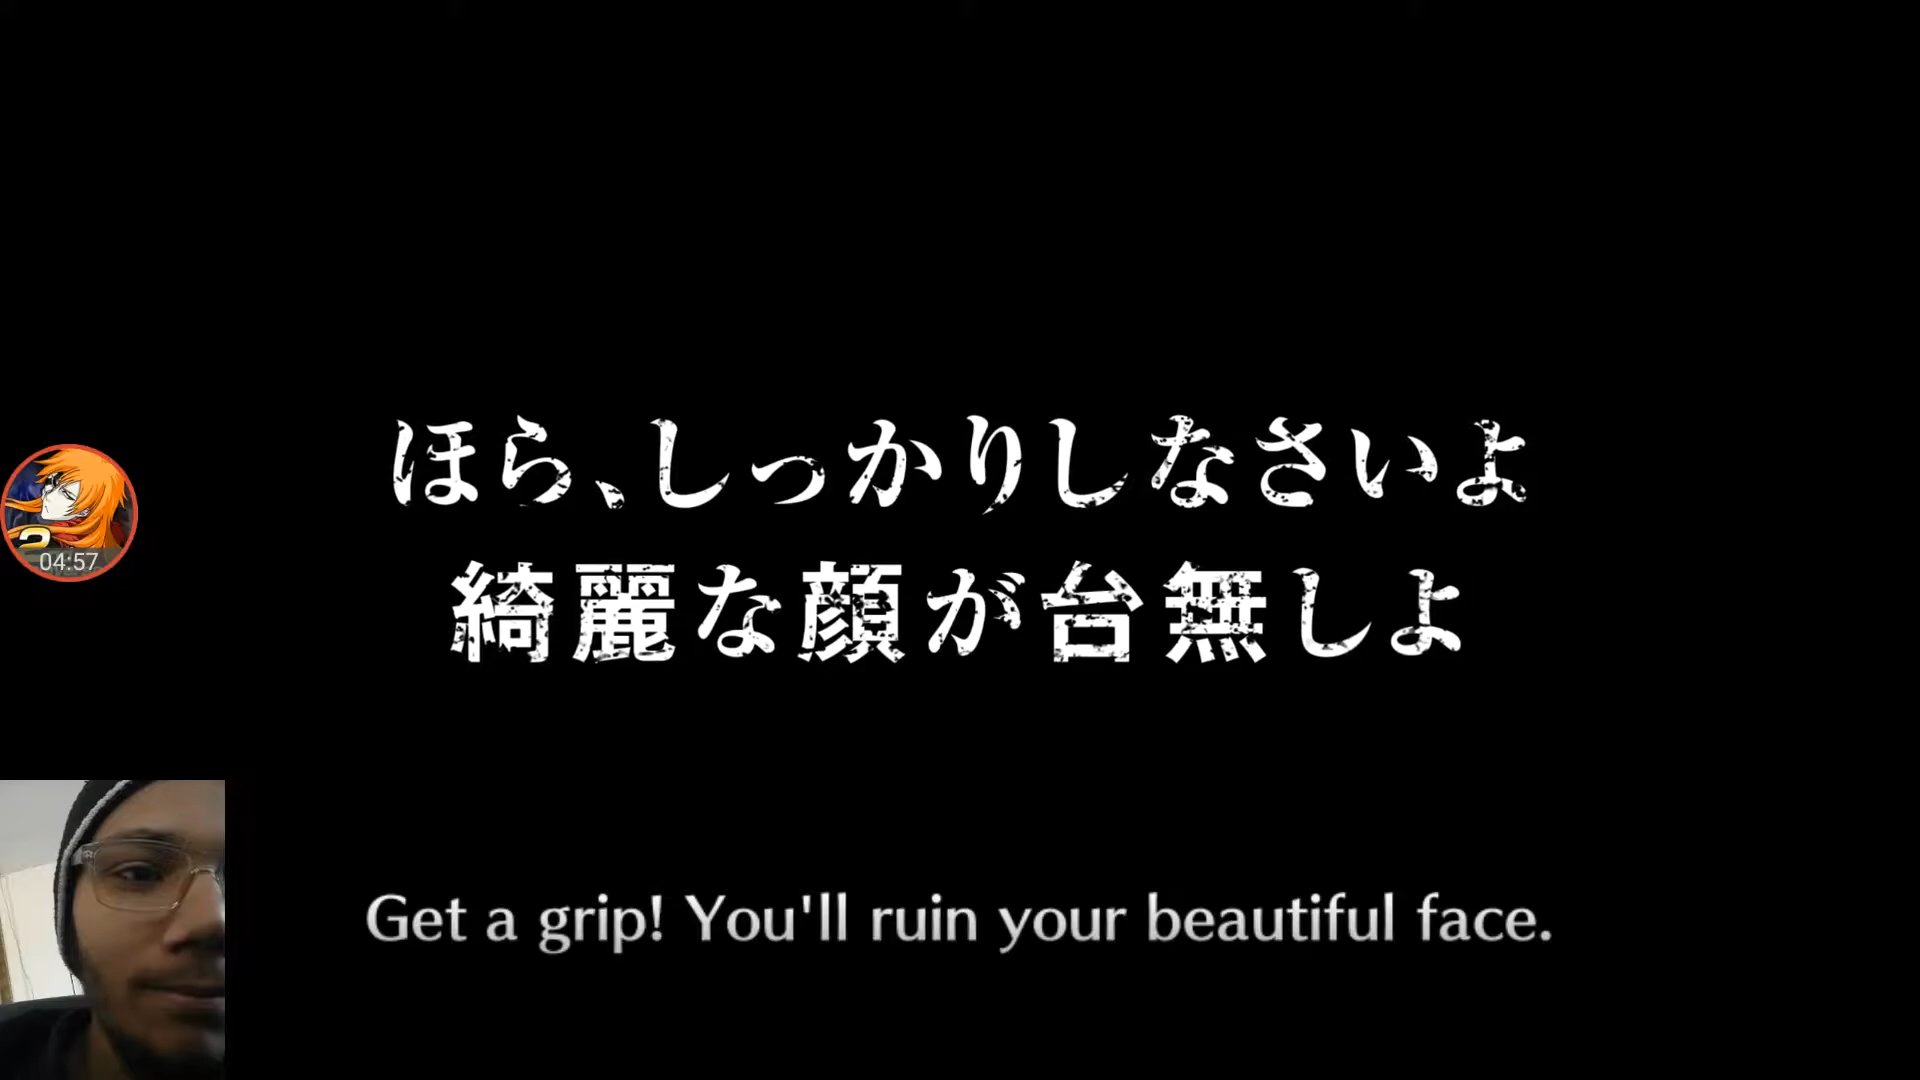 ほら、しっかりしなさいよ
綺麗な顔が台無しよ
2
04:57
Get a grip! You'll ruin your beautiful face.